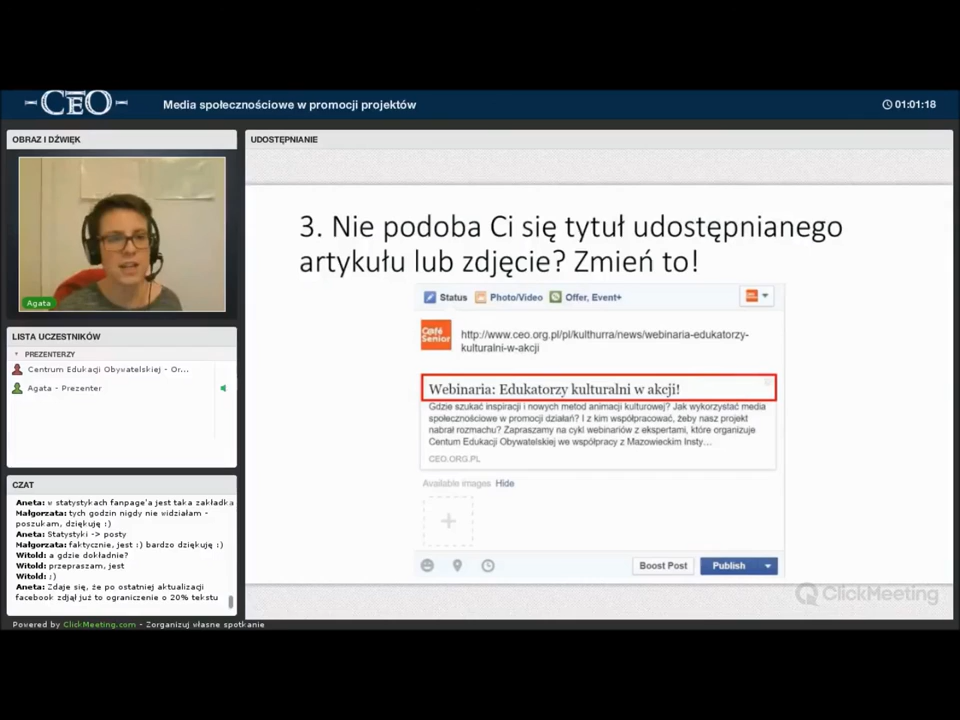 CEO
Media społecznościowe w promocji projektów
01:01:18
OBRAZ I DŹWIĘK
Agata
LISTA UCZESTNIKÓW
PREZENTERZY
Centrum Edukacji Obywatelskiej - Or...
Agata - Prezenter
CZAT
Aneta: w statystykach fanpage'a jest taka zakładka
Małgorzata: tych godzin nigdy nie widziałam -
poszukam, dziękuję :)
Aneta: Statystyki -> posty
Małgorzata: faktycznie, jest :) bardzo dziękuję :)
Witold: a gdzie dokładnie?
Witold: przepraszam, jest
Witold: ;)
Aneta: Zdaje się, że po ostatniej aktualizacji
facebook zdjął już to ograniczenie o 20% tekstu
UDOSTĘPNIANIE
3. Nie podoba Ci się tytuł udostępnianego
artykułu lub zdjęcie? Zmień to!
Status Photo/Video Offer, Event+
Café
Senior
http://www.ceo.org.pl/pl/kulthurra/news/webinaria-edukatorzy-
kulturalni-w-akcji
Webinaria: Edukatorzy kulturalni w akcji!
Gdzie szukać inspiracji i nowych metod animacji kulturowej? Jak wykorzystać media
społecznościowe w promocji działań? I z kim współpracować, żeby nasz projekt
nabrał rozmachu? Zapraszamy na cykl webinariów z ekspertami, które organizuje
Centum Edukacji Obywatelskiej we współpracy z Mazowieckim Insty...
CEO.ORG.PL
Available images Hide
Boost Post
Publish
ClickMeeting
Powered by ClickMeeting.com - Zorganizuj własne spotkanie